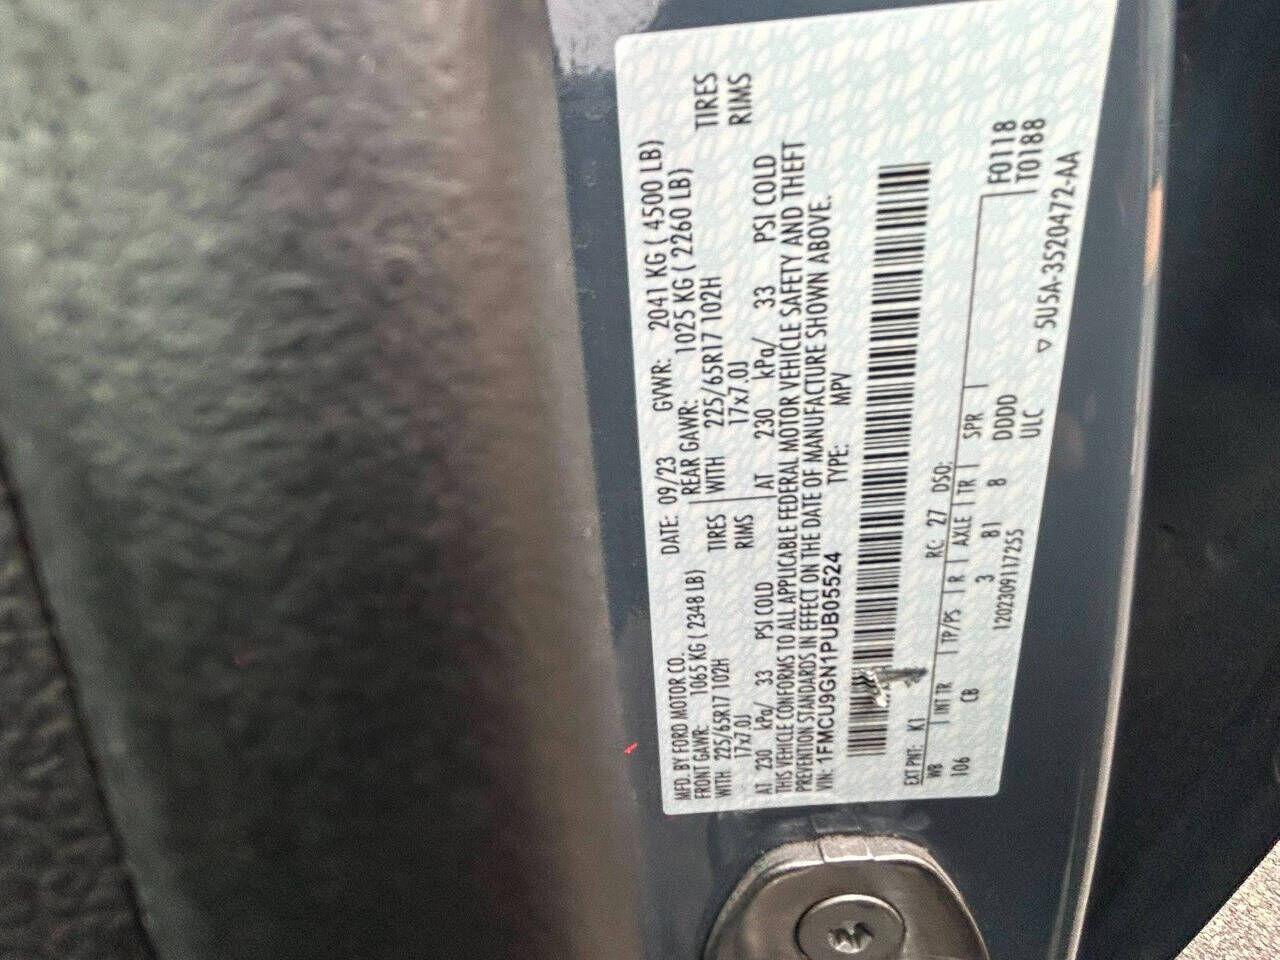 MFD. BY FORD MOTOR CO. DATE: 09/23 GVWR: 2041 KG ( 4500 LB)
FRONT GAWR: 1065 KG ( 2348 LB) REAR GAWR: 1025 KG ( 2260 LB)
WITH 225/65R17 102H TIRES WITH 225/65R17 102H TIRES
17x7.0J RIMS 17x7.0J RIMS
AT 230 kPa/ 33 PSI COLD AT 230 kPa/ 33 PSI COLD
THIS VEHICLE CONFORMS TO ALL APPLICABLE FEDERAL MOTOR VEHICLE SAFETY AND THEFT
PREVENTION STANDARDS IN EFFECT ON THE DATE OF MANUFACTURE SHOWN ABOVE.
VIN: 1FMCU9GN1PUB05524 TYPE: MPV
EXT PNT: K1 RC: 27 DSO: F0118
WB INT TR TP/PS R AXLE TR SPR T0188
106 CB 3 81 8 DDDD
1202309117255 ULC
▽ 5U5A-3520472-AA